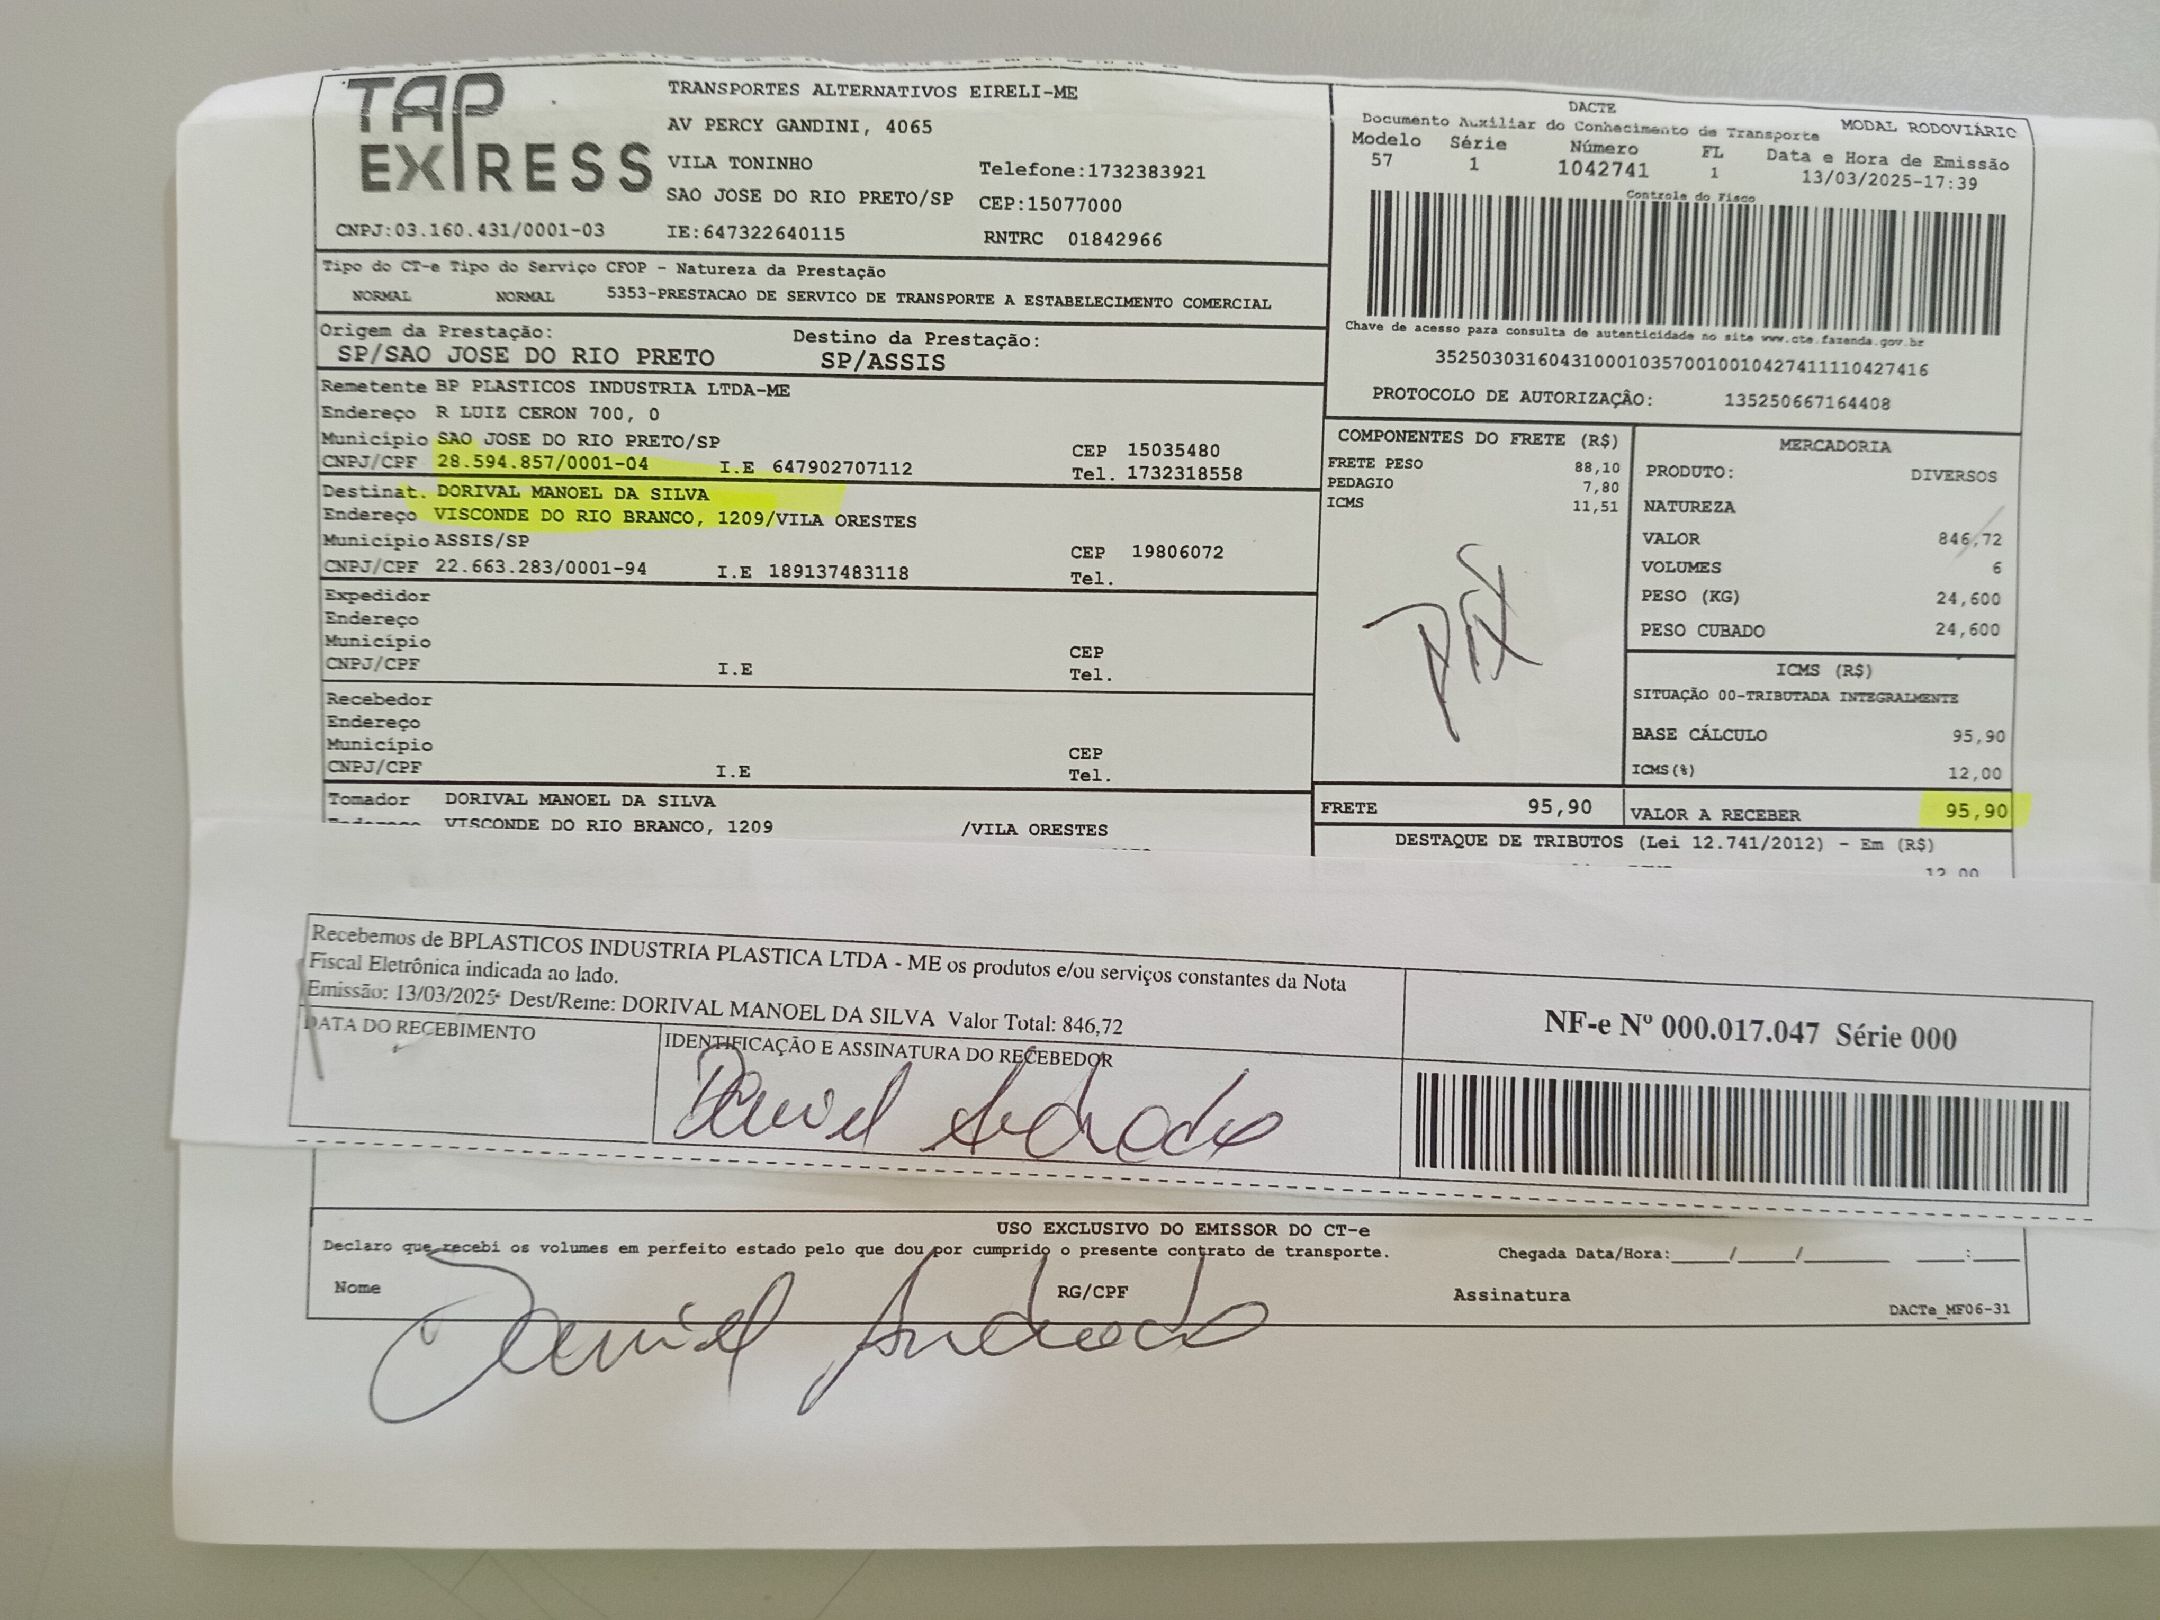 TAP EXPRESS
TRANSPORTES ALTERNATIVOS EIRELI-ME
AV PERCY GANDINI, 4065
VILA TONINHO Telefone:1732383921
SAO JOSE DO RIO PRETO/SP CEP:15077000
CNPJ:03.160.431/0001-03 IE:647322640115 RNTRC 01842966
DACTE
Documento Auxiliar do Conhecimento de Transporte MODAL RODOVIÁRIO
Modelo Série Número FL Data e Hora de Emissão
57 1 1042741 1 13/03/2025-17:39
Controle do Fisco
Chave de acesso para consulta de autenticidade no site www.cte.fazenda.gov.br
35250303160431000103570010010427411110427416
PROTOCOLO DE AUTORIZAÇÃO: 135250667164408
Tipo do CT-e Tipo do Serviço CFOP - Natureza da Prestação
NORMAL NORMAL 5353-PRESTACAO DE SERVICO DE TRANSPORTE A ESTABELECIMENTO COMERCIAL
Origem da Prestação: Destino da Prestação:
SP/SAO JOSE DO RIO PRETO SP/ASSIS
Remetente BP PLASTICOS INDUSTRIA LTDA-ME
Endereço R LUIZ CERON 700, 0
Município SAO JOSE DO RIO PRETO/SP CEP 15035480
CNPJ/CPF 28.594.857/0001-04 I.E 647902707112 Tel. 1732318558
Destinat. DORIVAL MANOEL DA SILVA
Endereço VISCONDE DO RIO BRANCO, 1209/VILA ORESTES
Município ASSIS/SP CEP 19806072
CNPJ/CPF 22.663.283/0001-94 I.E 189137483118 Tel.
Expedidor
Endereço
Município CEP
CNPJ/CPF I.E Tel.
Recebedor
Endereço
Município CEP
CNPJ/CPF I.E Tel.
Tomador DORIVAL MANOEL DA SILVA
Endereço VISCONDE DO RIO BRANCO, 1209 /VILA ORESTES
COMPONENTES DO FRETE (R$)
FRETE PESO 88,10
PEDAGIO 7,80
ICMS 11,51
PIX
FRETE 95,90
MERCADORIA
PRODUTO: DIVERSOS
NATUREZA
VALOR 846,72
VOLUMES 6
PESO (KG) 24,600
PESO CUBADO 24,600
ICMS (R$)
SITUAÇÃO 00-TRIBUTADA INTEGRALMENTE
BASE CÁLCULO 95,90
ICMS(%) 12,00
VALOR A RECEBER 95,90
DESTAQUE DE TRIBUTOS (Lei 12.741/2012) - Em (R$)
12,00
Recebemos de BPLASTICOS INDUSTRIA PLASTICA LTDA - ME os produtos e/ou serviços constantes da Nota
Fiscal Eletrônica indicada ao lado.
Emissão: 13/03/2025 Dest/Reme: DORIVAL MANOEL DA SILVA Valor Total: 846,72
DATA DO RECEBIMENTO
IDENTIFICAÇÃO E ASSINATURA DO RECEBEDOR
Daniel Andrade
NF-e Nº 000.017.047 Série 000
USO EXCLUSIVO DO EMISSOR DO CT-e
Declaro que recebi os volumes em perfeito estado pelo que dou por cumprido o presente contrato de transporte. Chegada Data/Hora:____/____/______ ___:___
Nome RG/CPF Assinatura
DACTe_MF06-31
Daniel Andrade